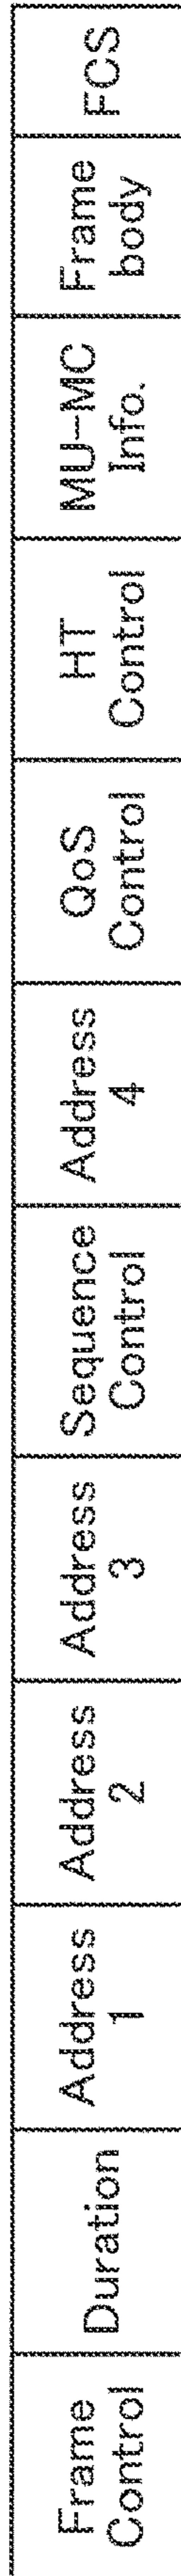 Frame
Control
Duration
Address
1
Address
2
Address
3
Sequence
Control
Address
4
QoS
Control
HT
Control
MU-MC
Info.
Frame
body
FCS